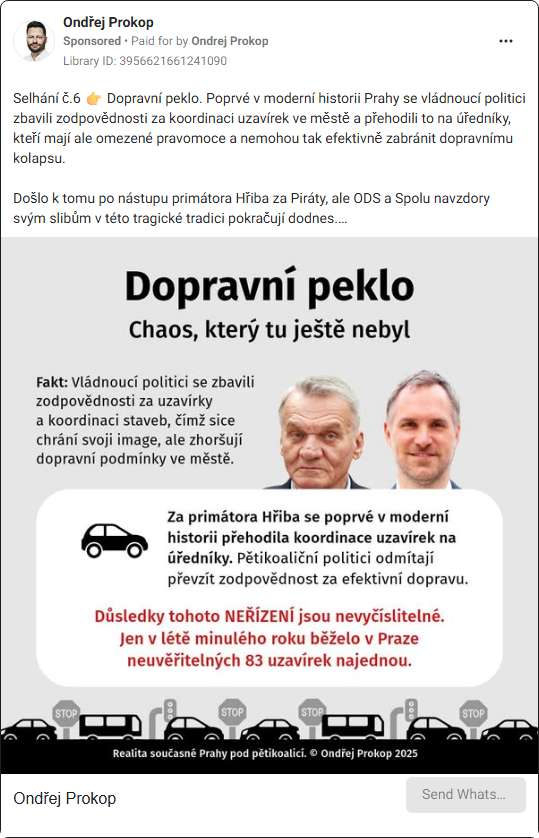 Ondřej Prokop
Sponsored • Paid for by Ondrej Prokop
Library ID: 3956621661241090
Selhání č.6 👉 Dopravní peklo. Poprvé v moderní historii Prahy se vládnoucí politici
zbavili zodpovědnosti za koordinaci uzavírek ve městě a přehodili to na úředníky,
kteří mají ale omezené pravomoce a nemohou tak efektivně zabránit dopravnímu
kolapsu.
Došlo k tomu po nástupu primátora Hřiba za Piráty, ale ODS a Spolu navzdory
svým slibům v této tragické tradici pokračují dodnes....
Dopravní peklo
Chaos, který tu ještě nebyl
Fakt: Vládnoucí politici se zbavili
zodpovědnosti za uzavírky
a koordinaci staveb, čímž sice
chrání svoji image, ale zhoršují
dopravní podmínky ve městě.
Za primátora Hřiba se poprvé v moderní
historii přehodila koordinace uzavírek na
úředníky. Pětikoaliční politici odmítají
převzít zodpovědnost za efektivní dopravu.
Důsledky tohoto NEŘÍZENÍ jsou nevyčíslitelné.
Jen v létě minulého roku běželo v Praze
neuvěřitelných 83 uzavírek najednou.
STOP
STOP
STOP
STOP
Realita současné Prahy pod pětikoalicí. © Ondřej Prokop 2025
Ondřej Prokop
Send Whats...